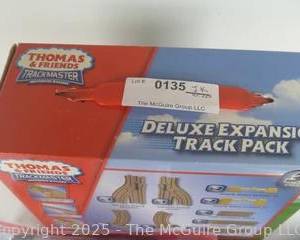 THOMAS
& FRIENDS
TRACKMASTER
Lot #
0135
The McGuire Group LLC
DELUXE EXPANSIO
TRACK PACK
THOMAS
& FRIENDS
TRACKMASTER
Copyright © 2025 - The McGuire Group LLC